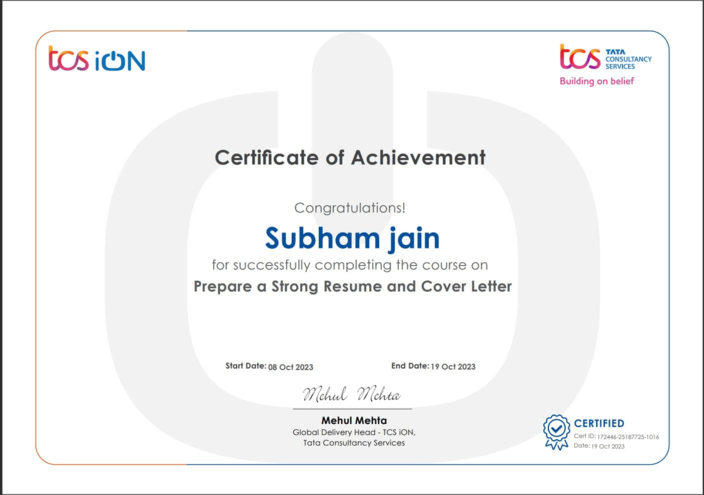 tcs iON
tcs TATA
CONSULTANCY
SERVICES
Building on belief
Certificate of Achievement
Congratulations!
Subham jain
for successfully completing the course on
Prepare a Strong Resume and Cover Letter
Start Date: 08 Oct 2023 End Date: 19 Oct 2023
Mehul Mehta
Mehul Mehta
Global Delivery Head - TCS iON,
Tata Consultancy Services
CERTIFIED
Cert ID: 172446-25187725-1016
Date: 19 Oct 2023